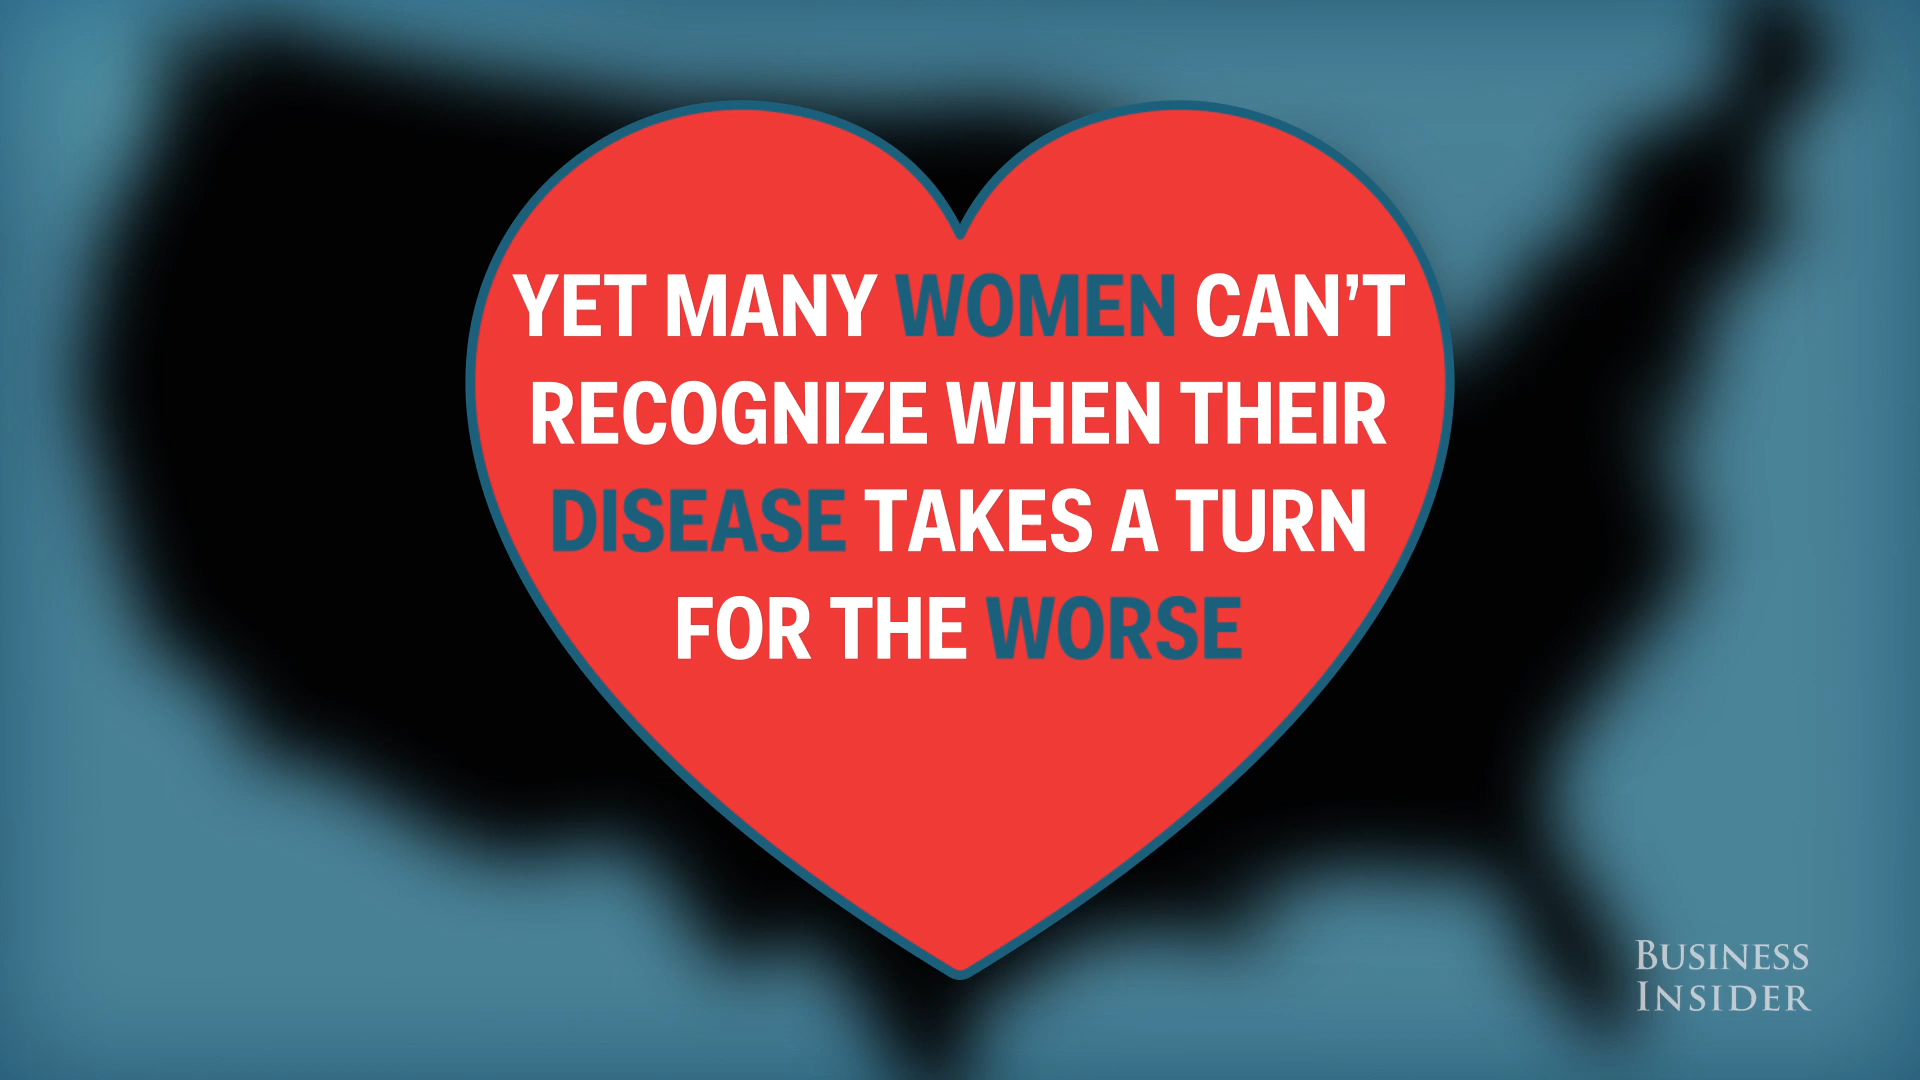 YET MANY WOMEN CAN’T
RECOGNIZE WHEN THEIR
DISEASE TAKES A TURN
FOR THE WORSE
BUSINESS
INSIDER